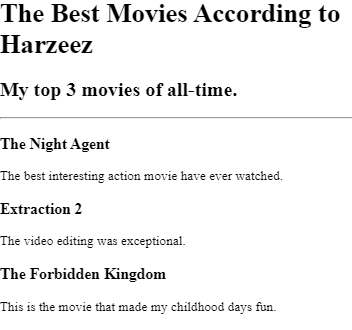 The Best Movies According to
Harzeez
My top 3 movies of all-time.
The Night Agent
The best interesting action movie have ever watched.
Extraction 2
The video editing was exceptional.
The Forbidden Kingdom
This is the movie that made my childhood days fun.